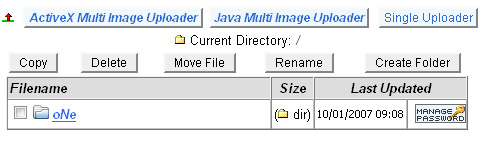 ActiveX Multi Image Uploader Java Multi Image Uploader Single Uploader
Current Directory: /
Copy Delete Move File Rename Create Folder
Filename Size Last Updated
oNe ( dir) 10/01/2007 09:08 MANAGE PASSWORD